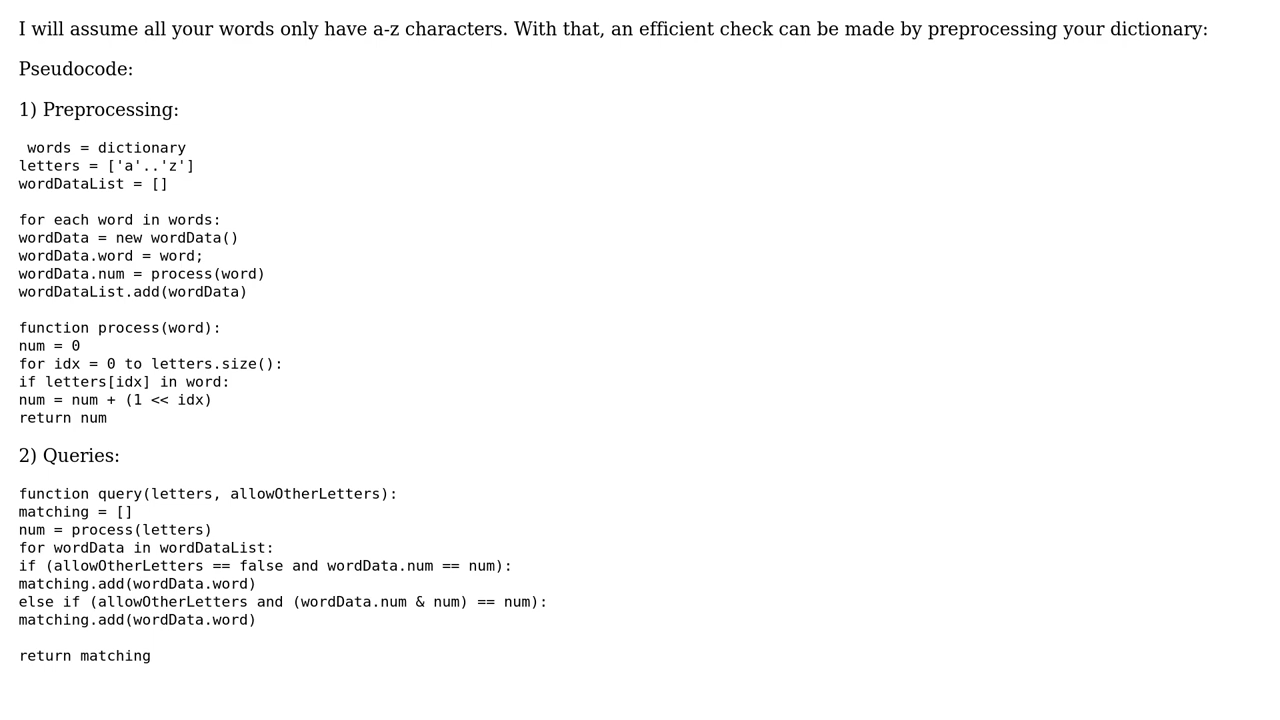 I will assume all your words only have a-z characters. With that, an efficient check can be made by preprocessing your dictionary:
Pseudocode:
1) Preprocessing:
words = dictionary
letters = ['a'..'z']
wordDataList = []
for each word in words:
wordData = new wordData()
wordData.word = word;
wordData.num = process(word)
wordDataList.add(wordData)
function process(word):
num = 0
for idx = 0 to letters.size():
if letters[idx] in word:
num = num + (1 << idx)
return num
2) Queries:
function query(letters, allowOtherLetters):
matching = []
num = process(letters)
for wordData in wordDataList:
if (allowOtherLetters == false and wordData.num == num):
matching.add(wordData.word)
else if (allowOtherLetters and (wordData.num & num) == num):
matching.add(wordData.word)
return matching